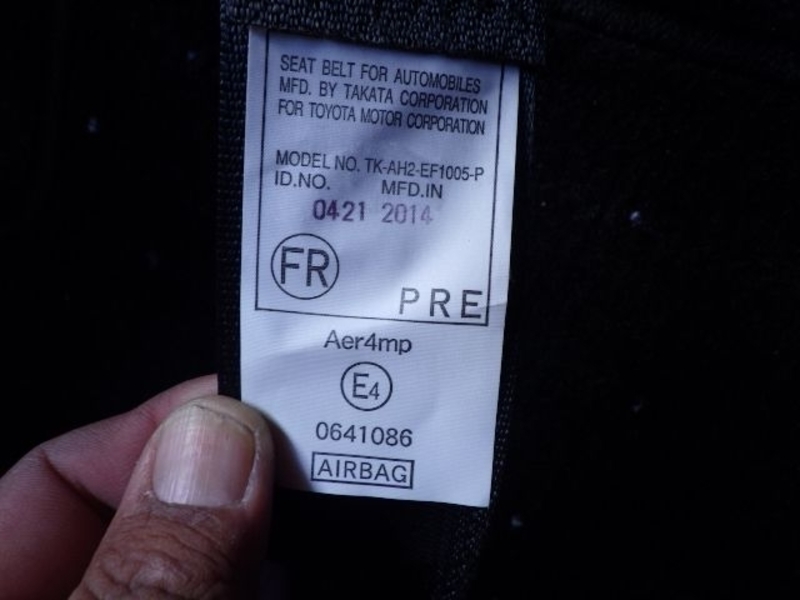 SEAT BELT FOR AUTOMOBILES
MFD. BY TAKATA CORPORATION
FOR TOYOTA MOTOR CORPORATION
MODEL NO. TK-AH2-EF1005-P
ID.NO. MFD.IN
0421 2014
FR
PRE
Aer4mp
E4
0641086
AIRBAG